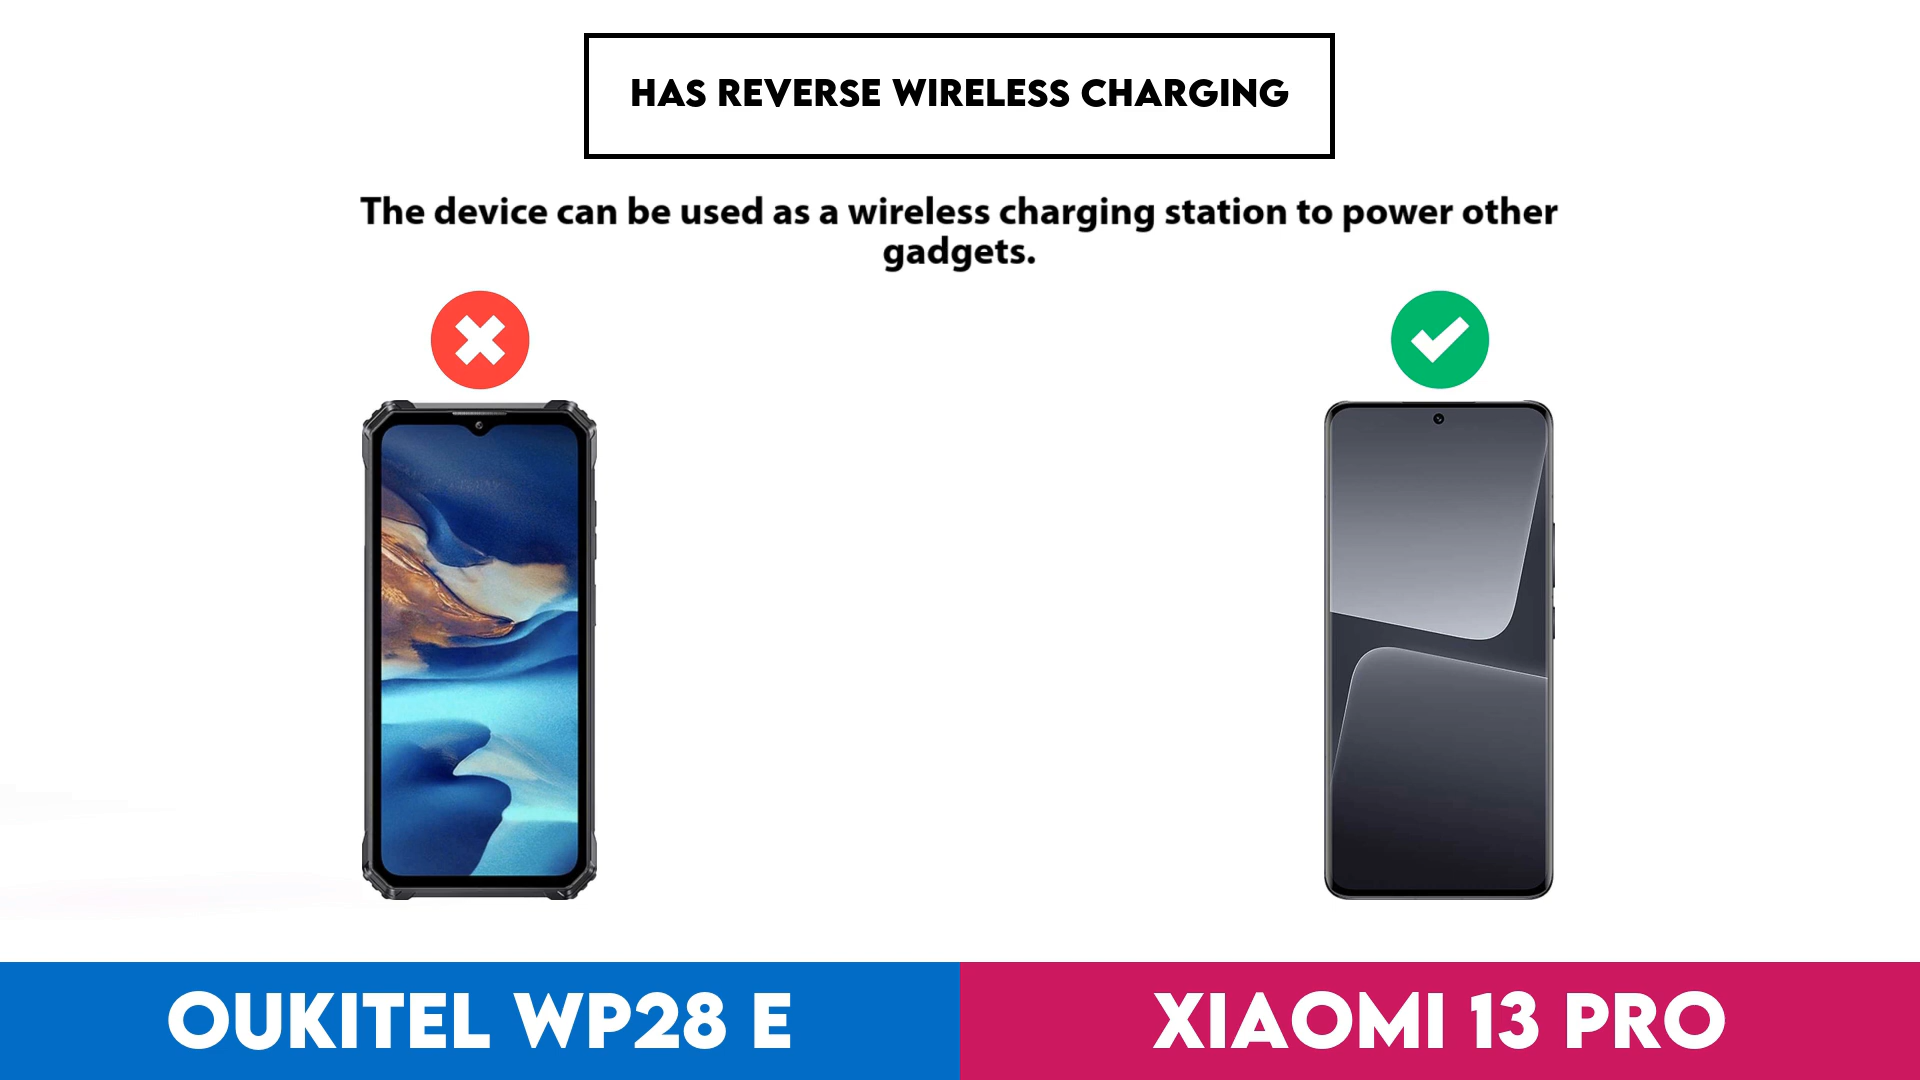 HAS REVERSE WIRELESS CHARGING
The device can be used as a wireless charging station to power other
gadgets.
OUKITEL WP28 E
XIAOMI 13 PRO